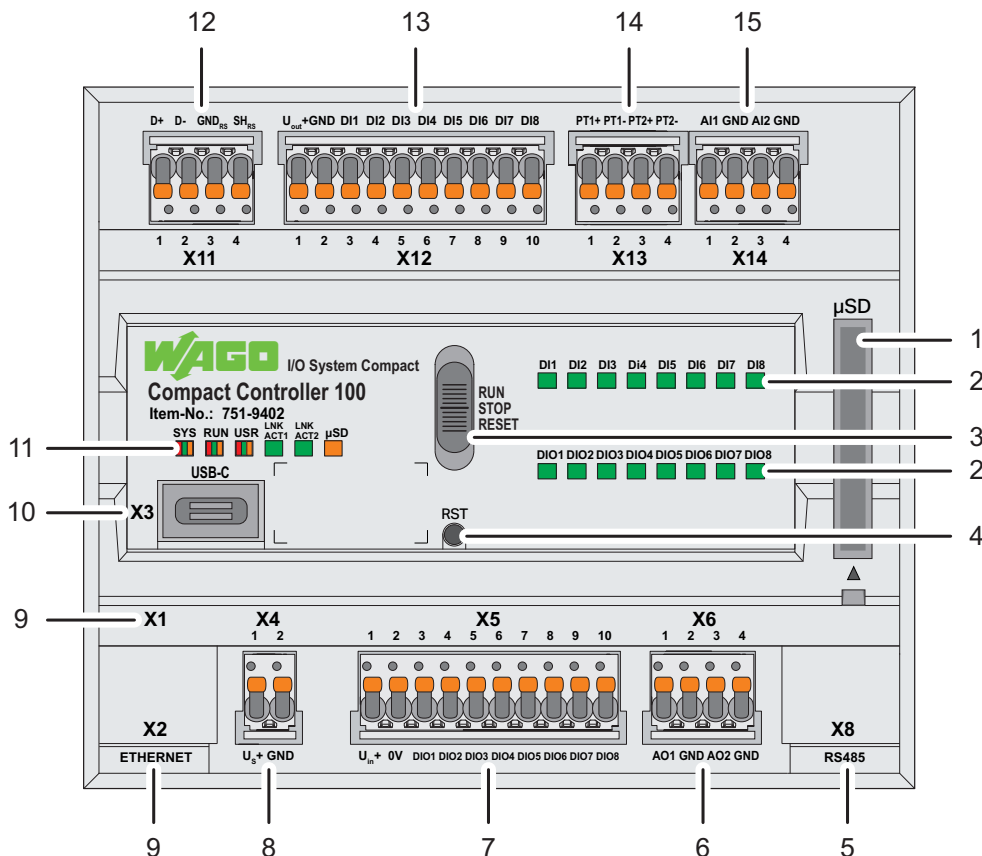 12 13 14 15
D+ D- GNDRS SHRS
Uout+GND DI1 DI2 DI3 DI4 DI5 DI6 DI7 DI8
PT1+ PT1- PT2+ PT2-
AI1 GND AI2 GND
1 2 3 4
1 2 3 4 5 6 7 8 9 10
1 2 3 4
1 2 3 4
X11 X12 X13 X14
µSD
1
WAGO
I/O System Compact
Compact Controller 100
Item-No.: 751-9402
SYS RUN USR LNK ACT1 LNK ACT2 µSD
11
RUN
STOP
RESET
3
DI1 DI2 DI3 Di4 DI5 DI6 DI7 DI8
2
DIO1 DIO2 DIO3 DIO4 DIO5 DIO6 DIO7 DIO8
2
USB-C
10 X3
RST
4
9 X1 X4 X5 X6
1 2
1 2 3 4 5 6 7 8 9 10
1 2 3 4
X2 X8
ETHERNET
Us+ GND
Uin+ 0V DIO1 DIO2 DIO3 DIO4 DIO5 DIO6 DIO7 DIO8
AO1 GND AO2 GND
RS485
9 8 7 6 5